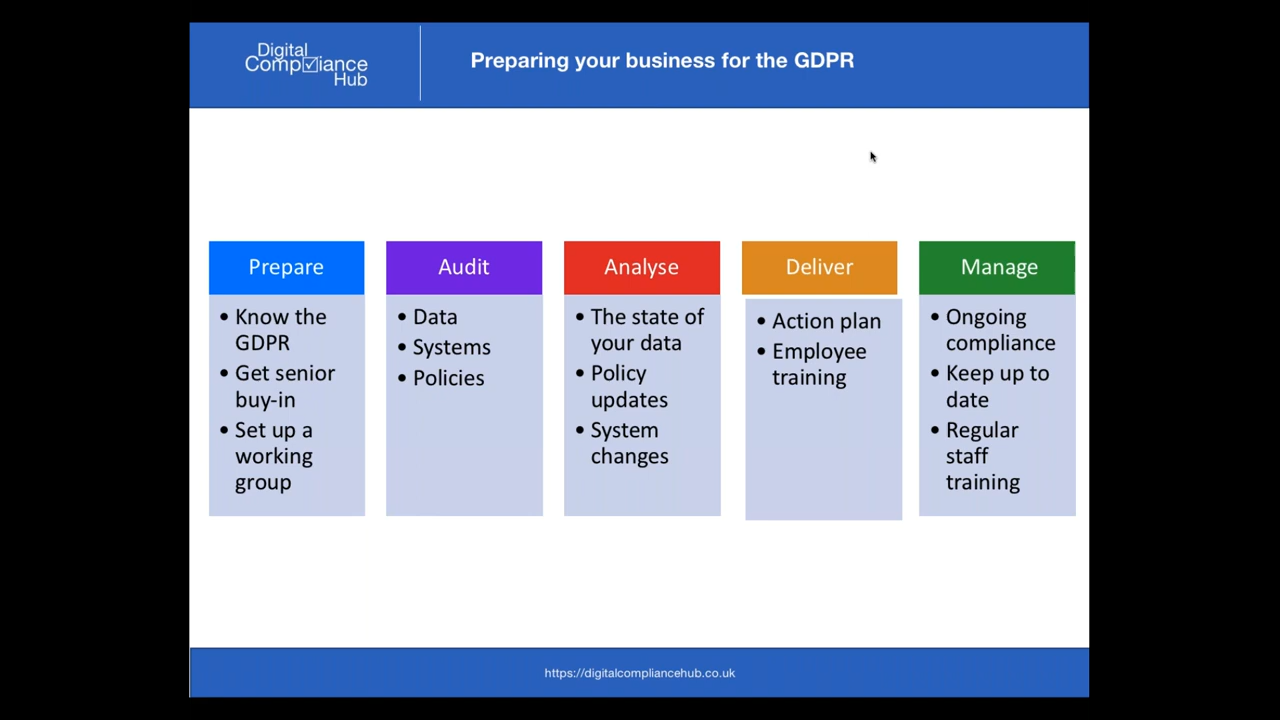 Digital
Compliance
Hub
Preparing your business for the GDPR
Prepare
• Know the
GDPR
• Get senior
buy-in
• Set up a
working
group
Audit
• Data
• Systems
• Policies
Analyse
• The state of
your data
• Policy
updates
• System
changes
Deliver
• Action plan
• Employee
training
Manage
• Ongoing
compliance
• Keep up to
date
• Regular
staff
training
https://digitalcompliancehub.co.uk